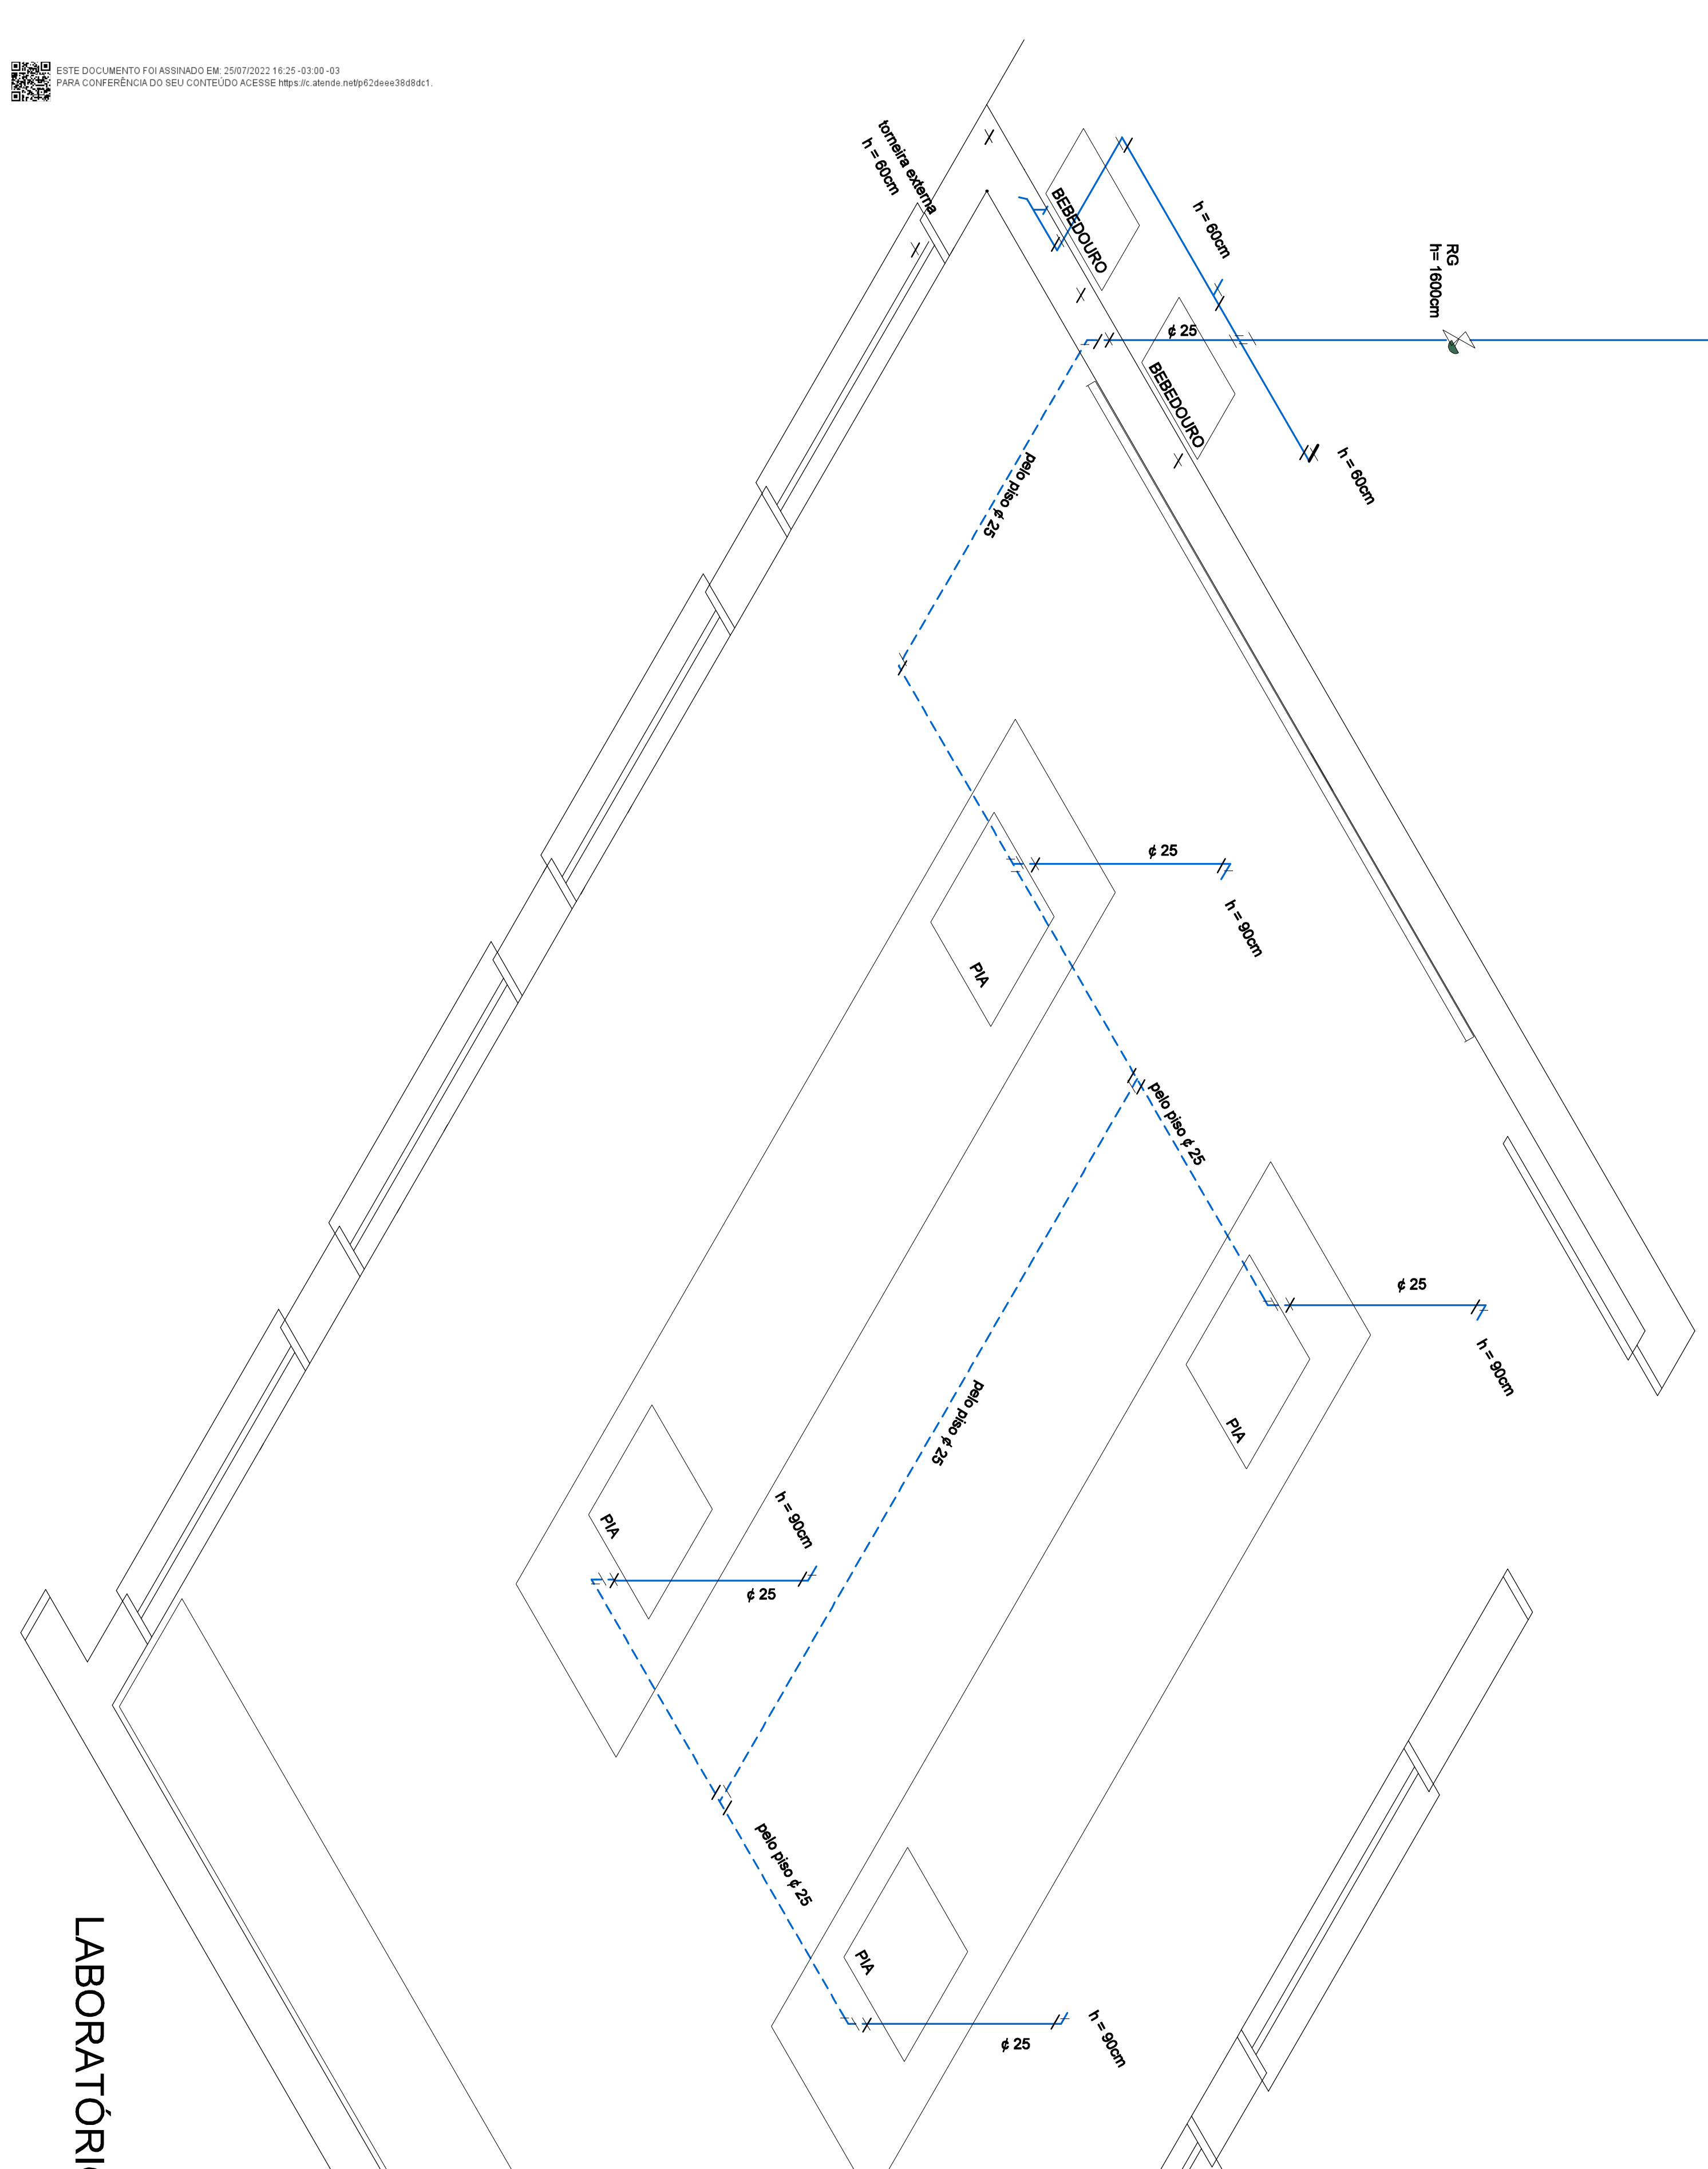 ESTE DOCUMENTO FOI ASSINADO EM: 25/07/2022 16:25 -03:00 -03
PARA CONFERÊNCIA DO SEU CONTEÚDO ACESSE https://c.atende.net/p62deee38d8dc1.
torneira externa
h = 60cm
BEBEDOURO
h = 60cm
RG
h= 1600cm
¢ 25
BEBEDOURO
h = 60cm
pelo piso ¢ 25
¢ 25
h = 90cm
PIA
pelo piso ¢ 25
¢ 25
h = 90cm
PIA
pelo piso ¢ 25
h = 90cm
PIA
¢ 25
pelo piso ¢ 25
PIA
h = 90cm
¢ 25